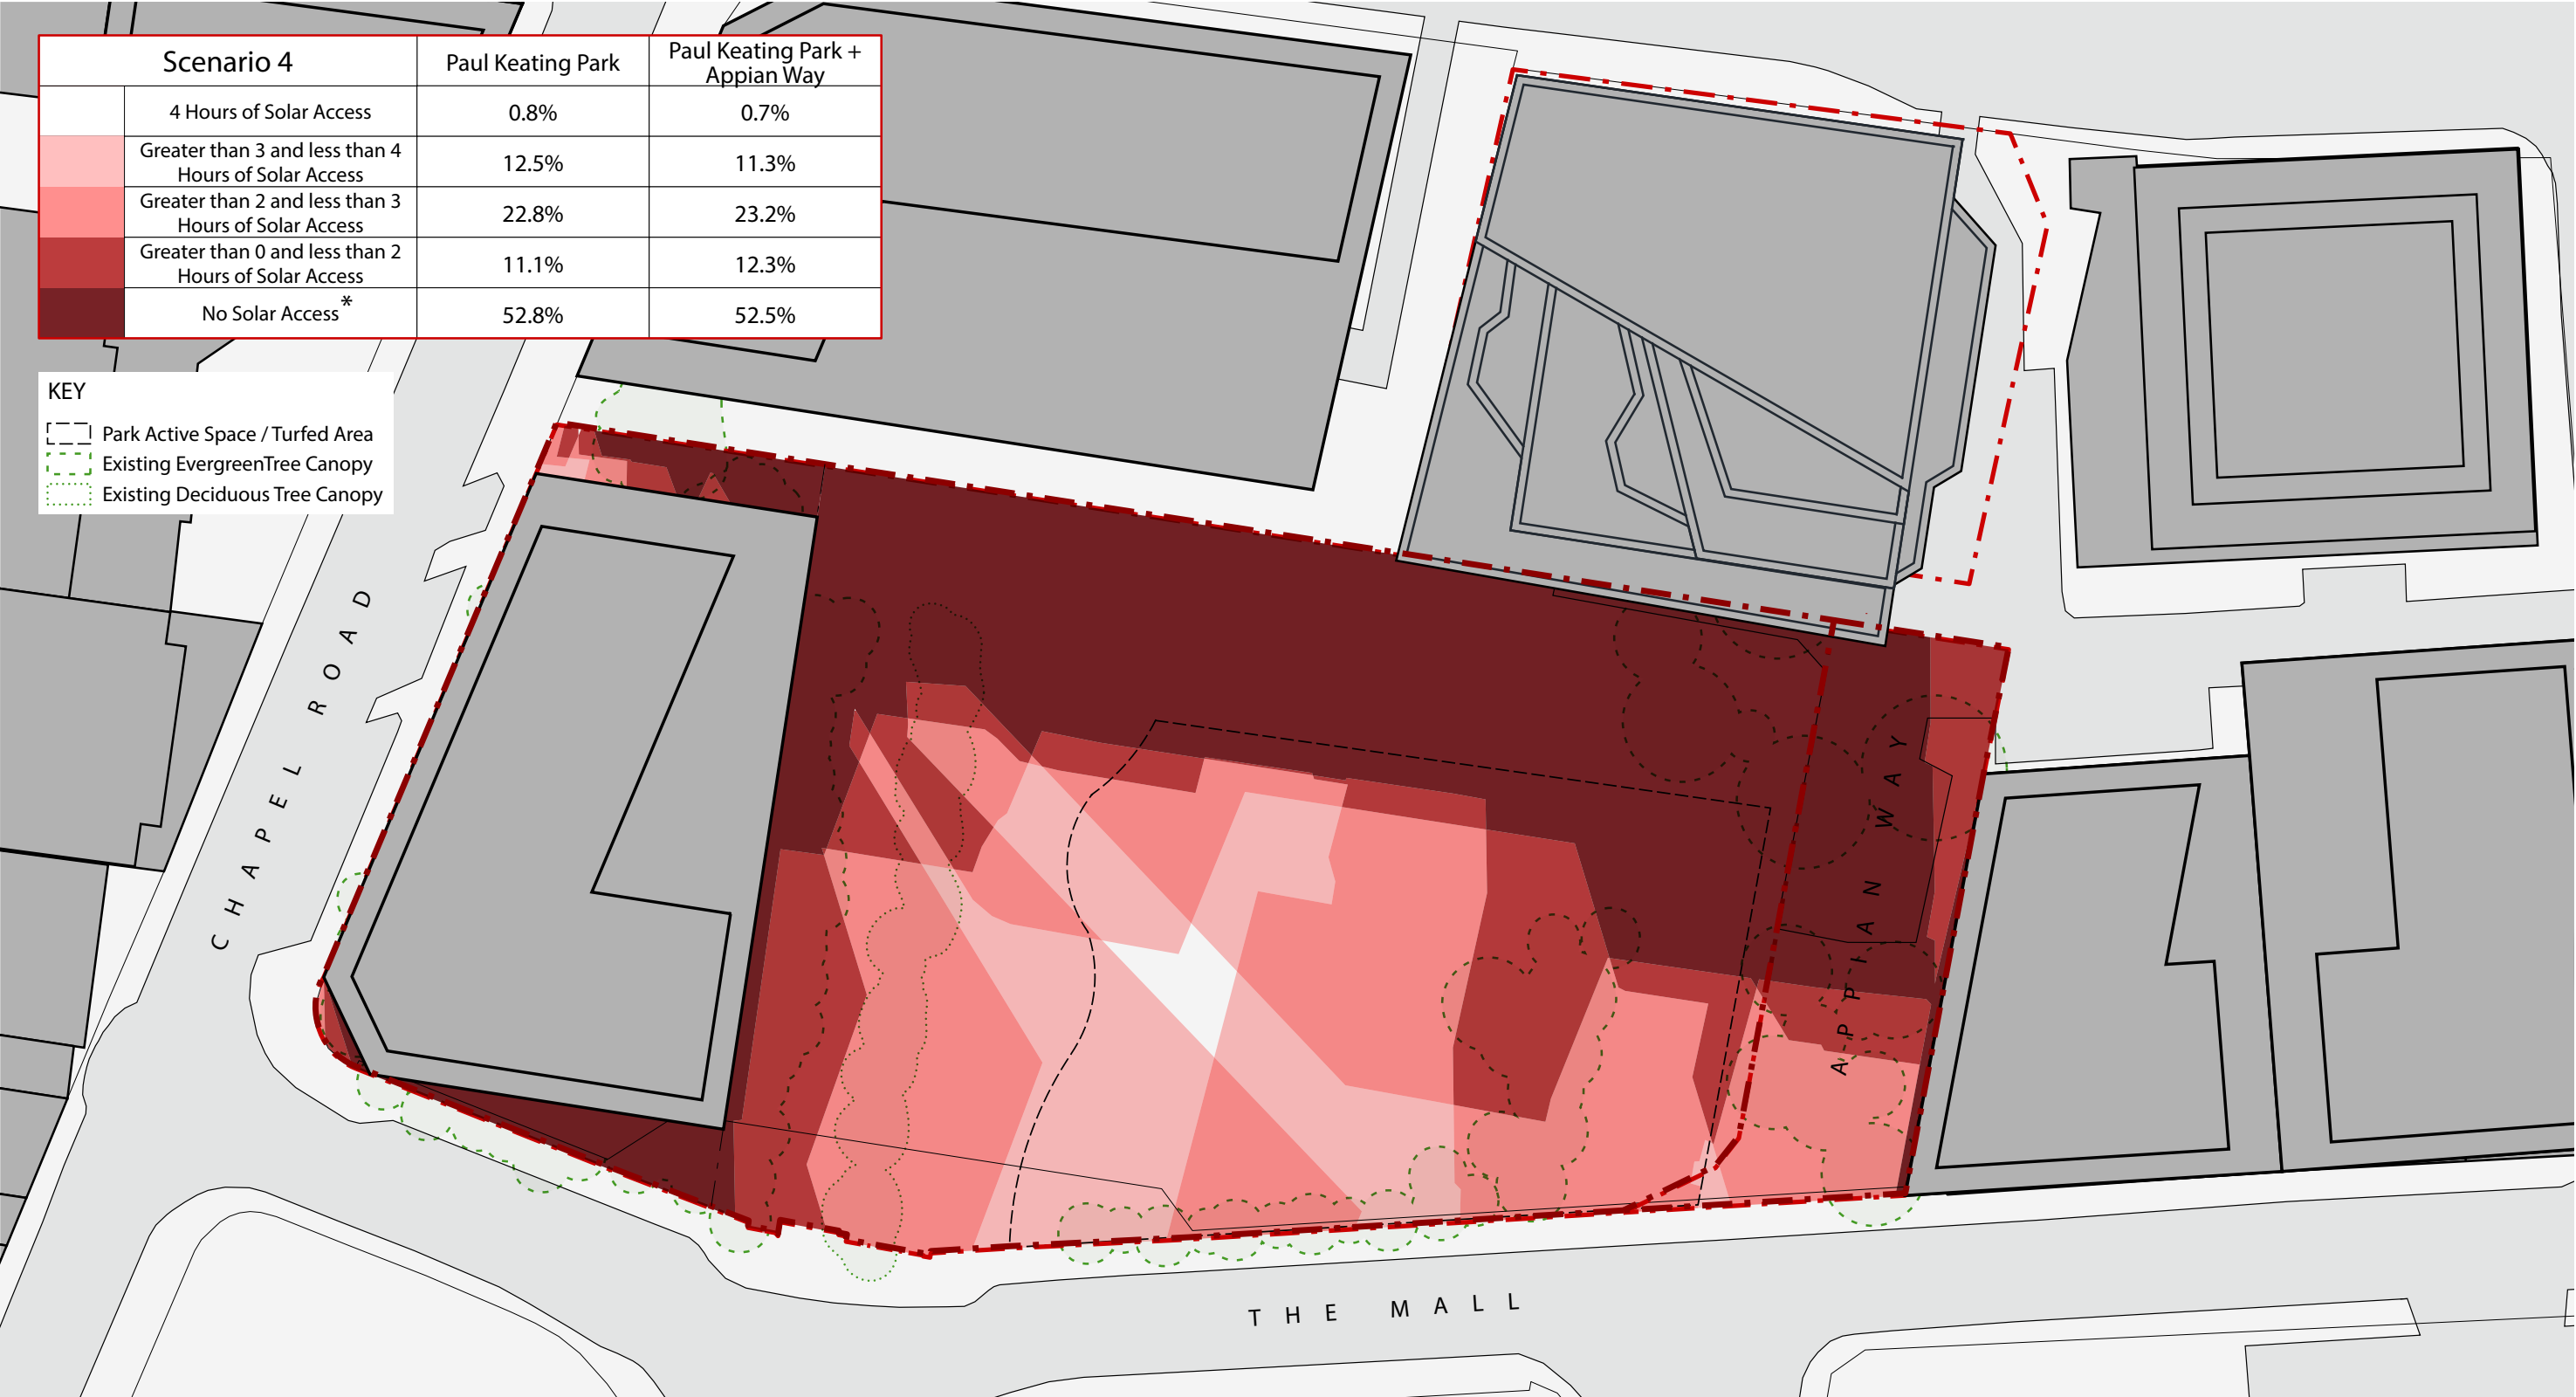 Scenario 4
Paul Keating Park
Paul Keating Park +
Appian Way
4 Hours of Solar Access
0.8%
0.7%
Greater than 3 and less than 4
Hours of Solar Access
12.5%
11.3%
Greater than 2 and less than 3
Hours of Solar Access
22.8%
23.2%
Greater than 0 and less than 2
Hours of Solar Access
11.1%
12.3%
No Solar Access*
52.8%
52.5%
KEY
Park Active Space / Turfed Area
Existing EvergreenTree Canopy
Existing Deciduous Tree Canopy
CHAPEL ROAD
APPIAN WAY
THE MALL